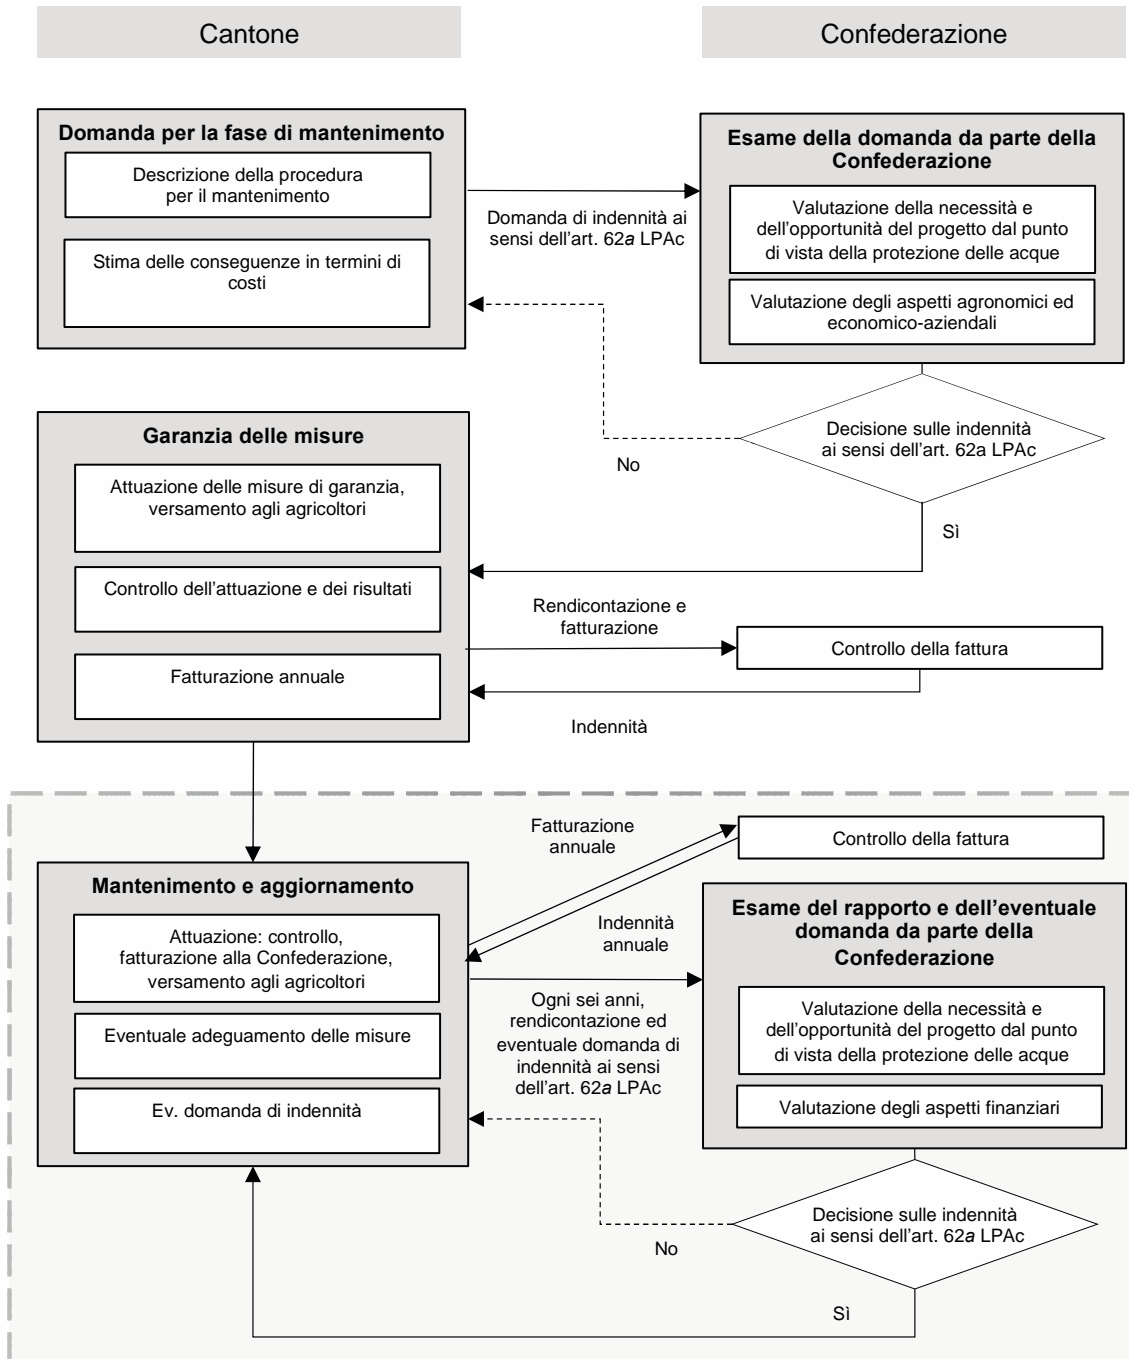 Cantone
Confederazione
Domanda per la fase di mantenimento
Descrizione della procedura
per il mantenimento
Stima delle conseguenze in termini di
costi
Domanda di indennità ai
sensi dell'art. 62a LPAc
Esame della domanda da parte della
Confederazione
Valutazione della necessità e
dell'opportunità del progetto dal punto
di vista della protezione delle acque
Valutazione degli aspetti agronomici ed
economico-aziendali
Decisione sulle indennità
ai sensi dell'art. 62a LPAc
No
Sì
Garanzia delle misure
Attuazione delle misure di garanzia,
versamento agli agricoltori
Controllo dell'attuazione e dei risultati
Fatturazione annuale
Rendicontazione e
fatturazione
Controllo della fattura
Indennità
Fatturazione
annuale
Controllo della fattura
Indennità
annuale
Mantenimento e aggiornamento
Attuazione: controllo,
fatturazione alla Confederazione,
versamento agli agricoltori
Eventuale adeguamento delle misure
Ev. domanda di indennità
Ogni sei anni,
rendicontazione ed
eventuale domanda di
indennità ai sensi
dell'art. 62a LPAc
Esame del rapporto e dell'eventuale
domanda da parte della
Confederazione
Valutazione della necessità e
dell'opportunità del progetto dal punto
di vista della protezione delle acque
Valutazione degli aspetti finanziari
Decisione sulle indennità
ai sensi dell'art. 62a LPAc
No
Sì